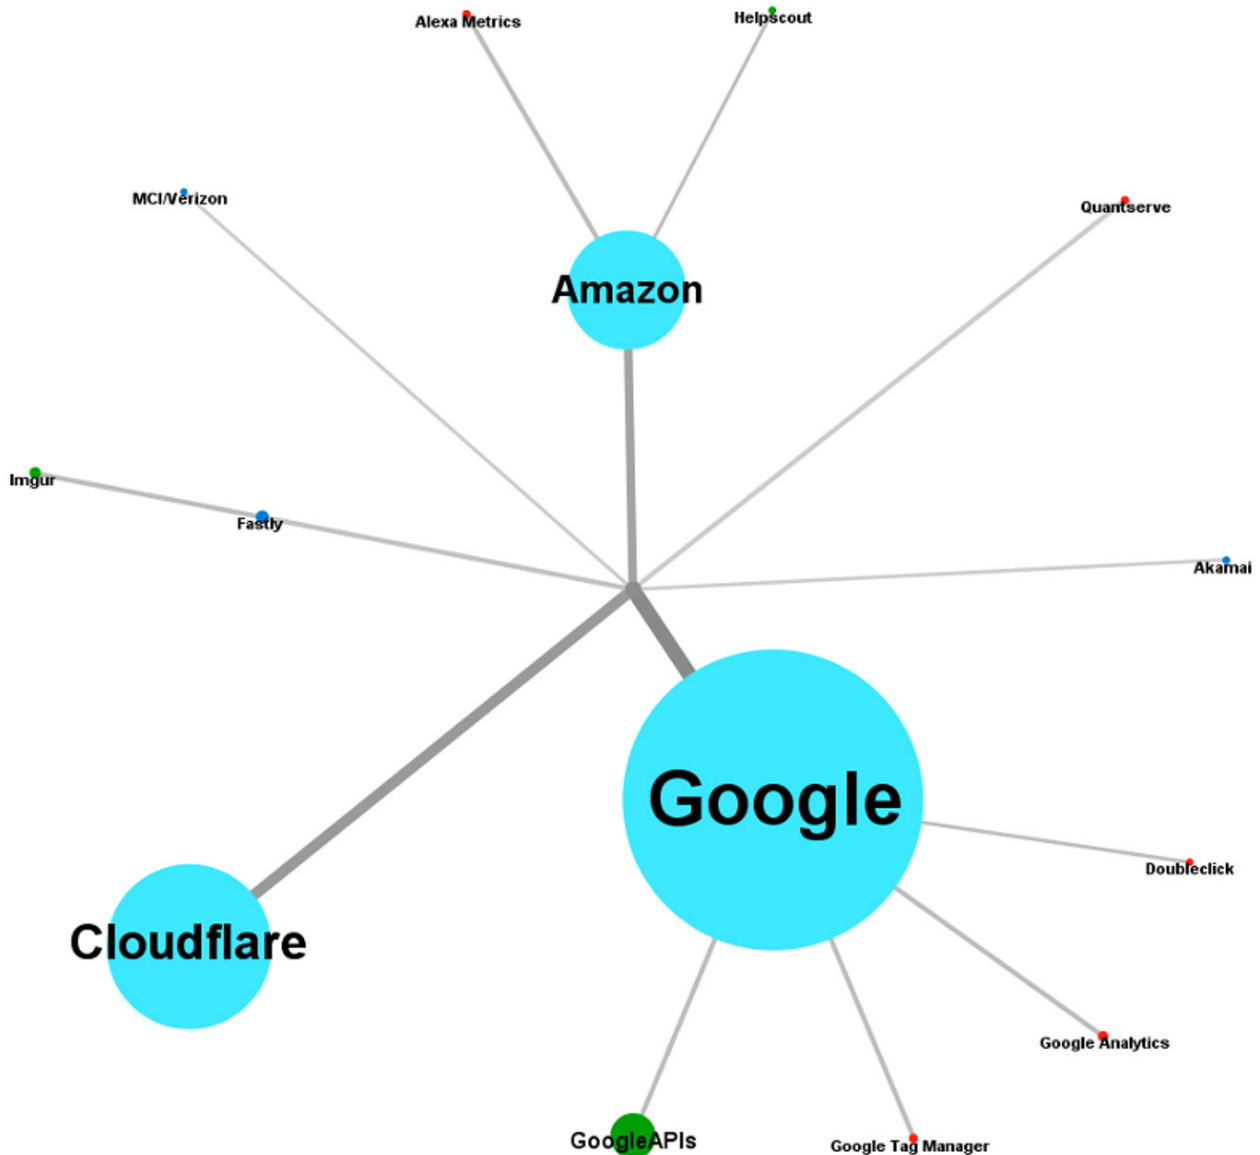 Alexa Metrics
Helpscout
MCI/Verizon
Quantserve
Amazon
Imgur
Fastly
Akamai
Google
Doubleclick
Cloudflare
Google Analytics
GoogleAPIs
Google Tag Manager